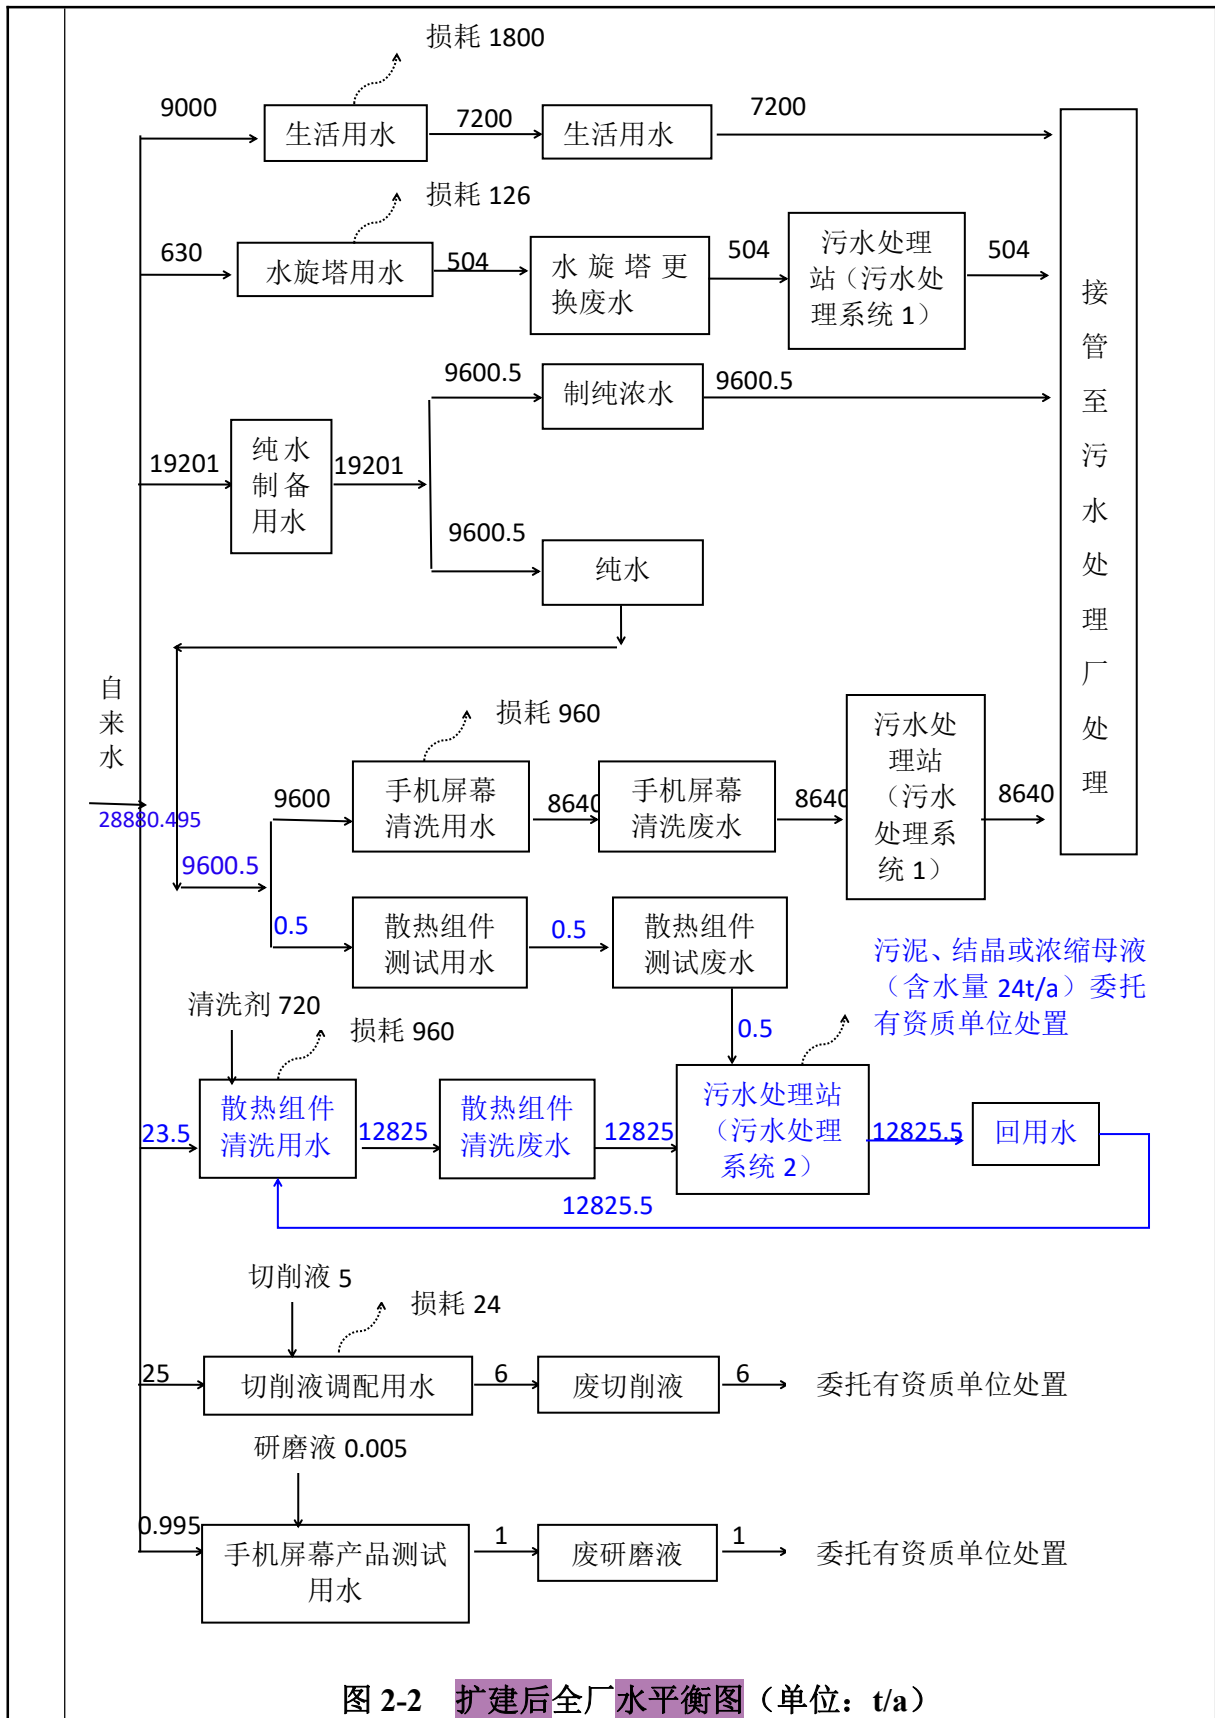 损耗 1800
9000
生活用水
7200
生活用水
7200
损耗 126
630
水旋塔用水
504
水旋塔更
换废水
504
污水处理
站（污水处
理系统 1）
504
接管至污水处理厂处理
9600.5
制纯浓水
9600.5
19201
纯水
制备
用水
19201
9600.5
纯水
自来水
28880.495
损耗 960
9600
手机屏幕
清洗用水
8640
手机屏幕
清洗废水
8640
污水处
理站
（污水
处理系
统 1）
8640
9600.5
0.5
散热组件
测试用水
0.5
散热组件
测试废水
0.5
污泥、结晶或浓缩母液
（含水量 24t/a）委托
有资质单位处置
清洗剂 720
损耗 960
23.5
散热组件
清洗用水
12825
散热组件
清洗废水
12825
污水处理站
（污水处理
系统 2）
12825.5
回用水
12825.5
切削液 5
损耗 24
25
切削液调配用水
6
废切削液
6
委托有资质单位处置
研磨液 0.005
0.995
手机屏幕产品测试
用水
1
废研磨液
1
委托有资质单位处置
图 2-2 扩建后全厂水平衡图（单位：t/a）